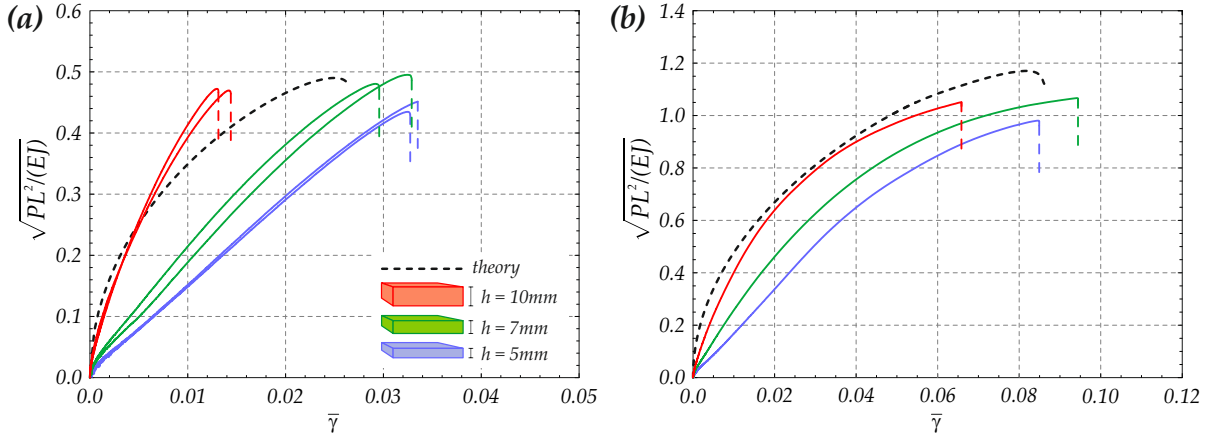 (a)
0.6
0.5
0.4
0.3
0.2
0.1
0.0
√PL²/(EJ)
0.0 0.01 0.02 0.03 0.04 0.05
γ̅
theory
h = 10mm
h = 7mm
h = 5mm
(b)
1.4
1.2
1.0
0.8
0.6
0.4
0.2
0.0
√PL²/(EJ)
0.0 0.02 0.04 0.06 0.08 0.10 0.12
γ̅